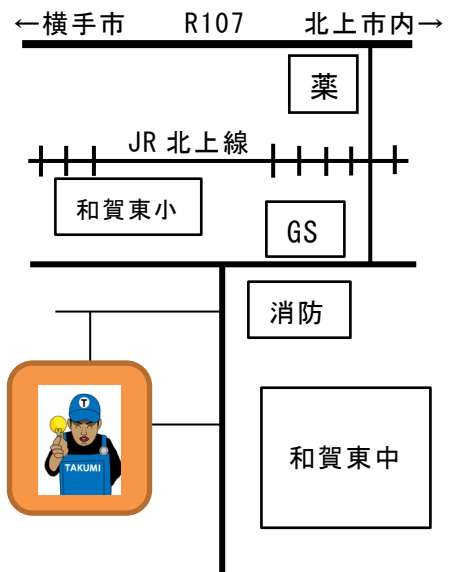 ←横手市 R107 北上市内→
薬
JR 北上線
和賀東小
GS
消防
T
TAKUMI
和賀東中